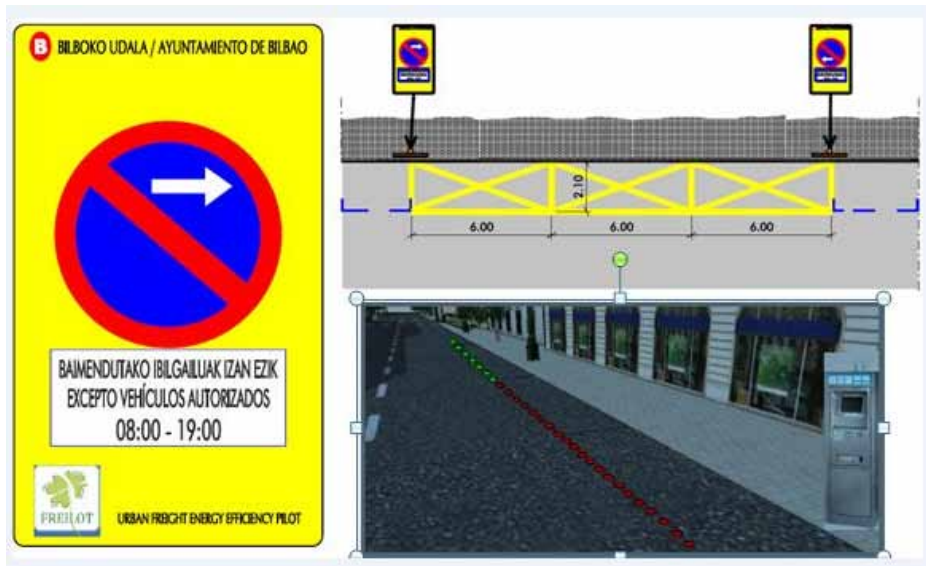 B BILBOKO UDALA / AYUNTAMIENTO DE BILBAO
BAIMENDUTAKO IBILGAILUAK IZAN EZIK
EXCEPTO VEHÍCULOS AUTORIZADOS
08:00 - 19:00
FREILOT
URBAN FREIGHT ENERGY EFFICIENCY PILOT
2.10
6.00 6.00 6.00